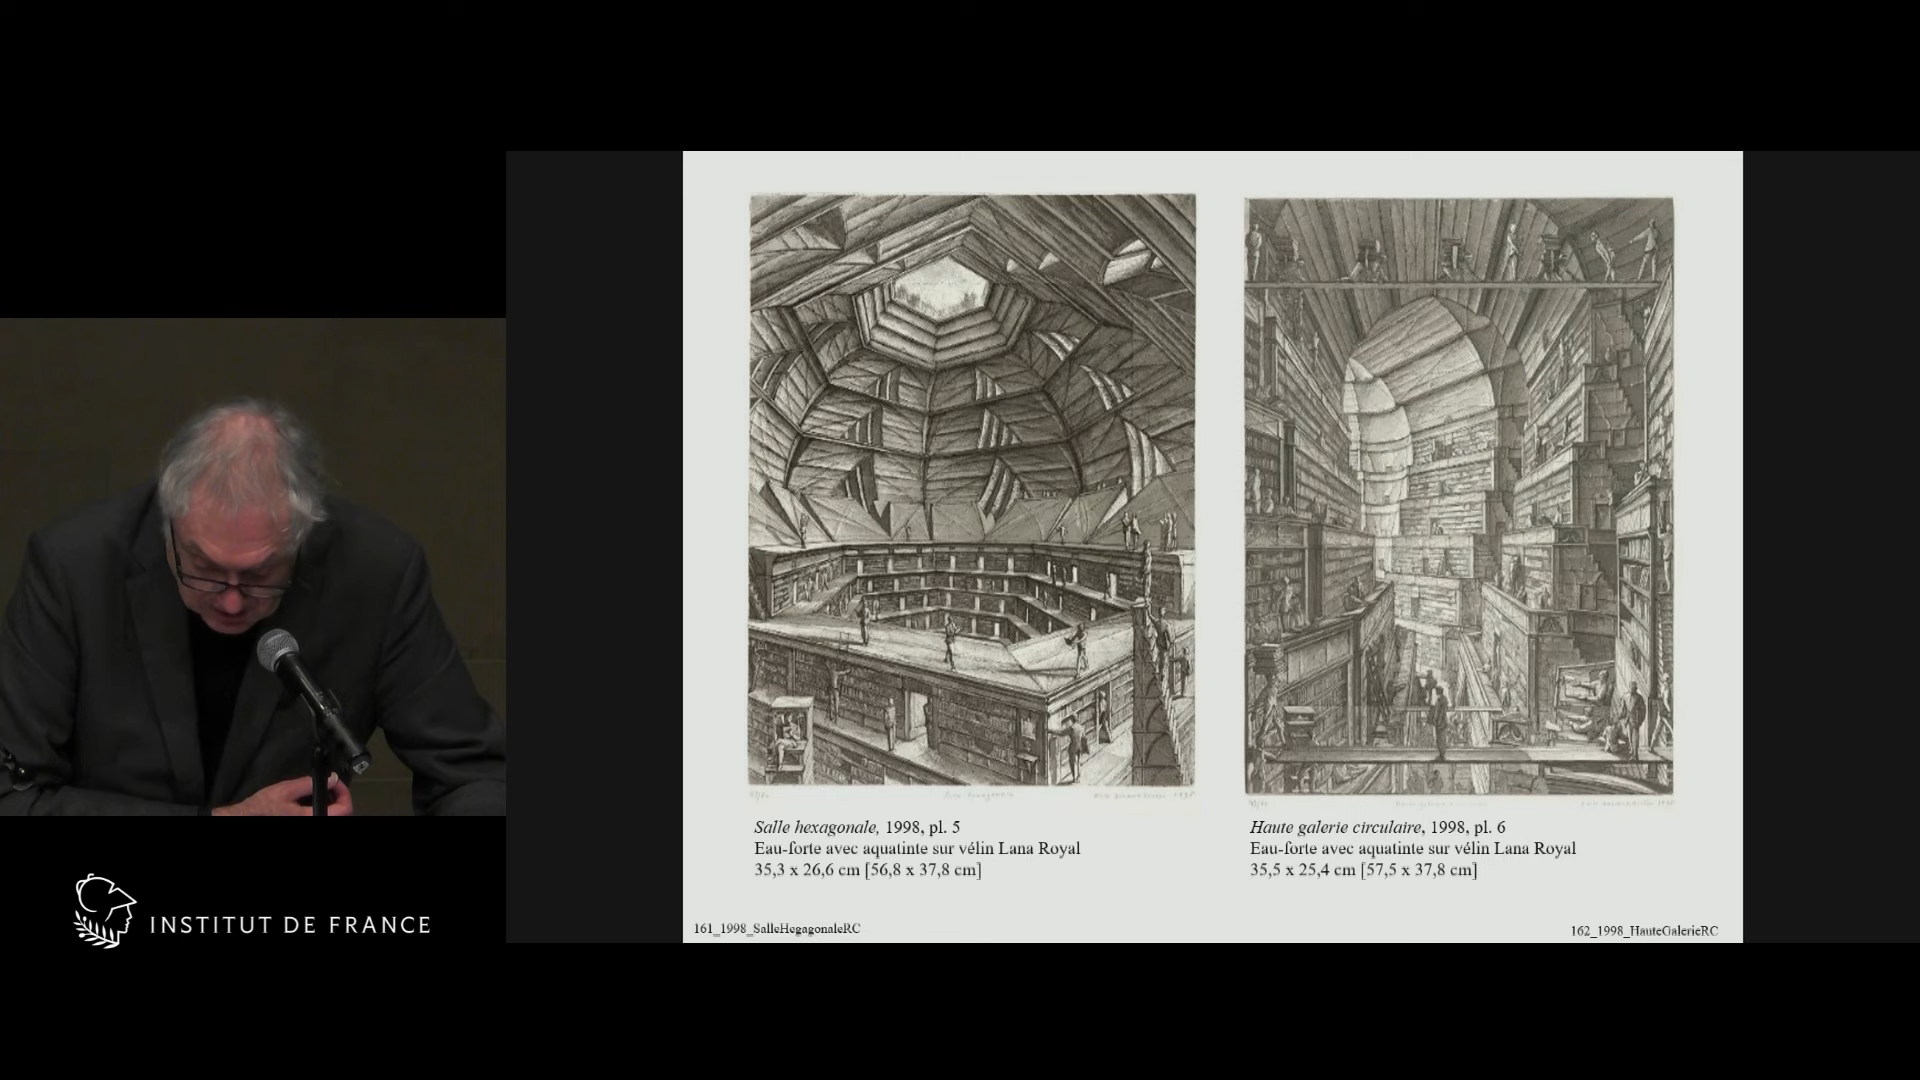 Salle hexagonale, 1998, pl. 5
Eau-forte avec aquatinte sur vélin Lana Royal
35,3 x 26,6 cm [56,8 x 37,8 cm]
Haute galerie circulaire, 1998, pl. 6
Eau-forte avec aquatinte sur vélin Lana Royal
35,5 x 25,4 cm [57,5 x 37,8 cm]
161_1998_SalleHegagonaleRC
162_1998_HauteGalerieRC
INSTITUT DE FRANCE